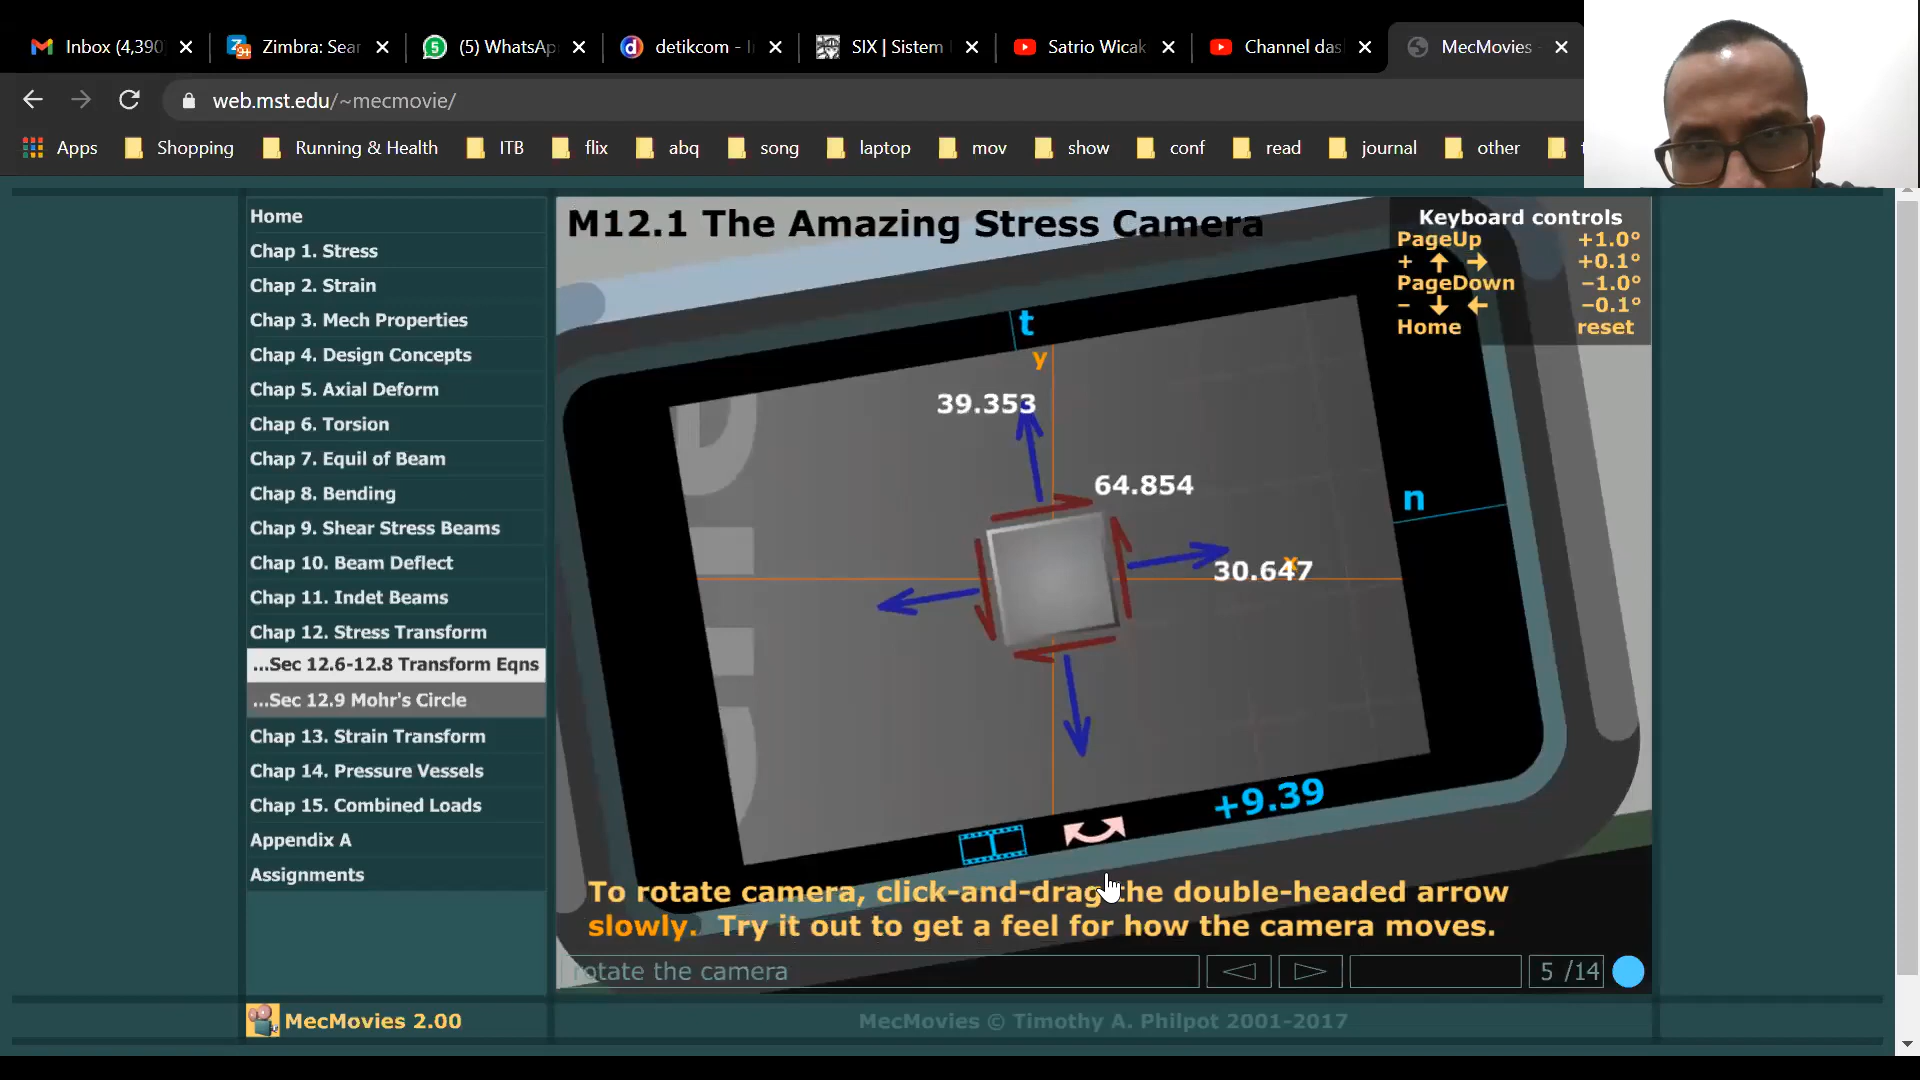 Inbox (4,390
Zimbra: Sear
(5) WhatsAp
detikcom -
SIX | Sistem
Satrio Wicak
Channel das
MecMovies -
web.mst.edu/~mecmovie/
Apps
Shopping
Running & Health
ITB
flix
abq
song
laptop
mov
show
conf
read
journal
other
Home
Chap 1. Stress
Chap 2. Strain
Chap 3. Mech Properties
Chap 4. Design Concepts
Chap 5. Axial Deform
Chap 6. Torsion
Chap 7. Equil of Beam
Chap 8. Bending
Chap 9. Shear Stress Beams
Chap 10. Beam Deflect
Chap 11. Indet Beams
Chap 12. Stress Transform
...Sec 12.6-12.8 Transform Eqns
...Sec 12.9 Mohr's Circle
Chap 13. Strain Transform
Chap 14. Pressure Vessels
Chap 15. Combined Loads
Appendix A
Assignments
MecMovies 2.00
M12.1 The Amazing Stress Camera
Keyboard controls
PageUp +1.0°
+ ↑ → +0.1°
PageDown −1.0°
− ↓ ← −0.1°
Home reset
t
y
39.353
64.854
n
x
30.647
+9.39
To rotate camera, click-and-drag the double-headed arrow
slowly. Try it out to get a feel for how the camera moves.
rotate the camera
5 /14
MecMovies © Timothy A. Philpot 2001-2017